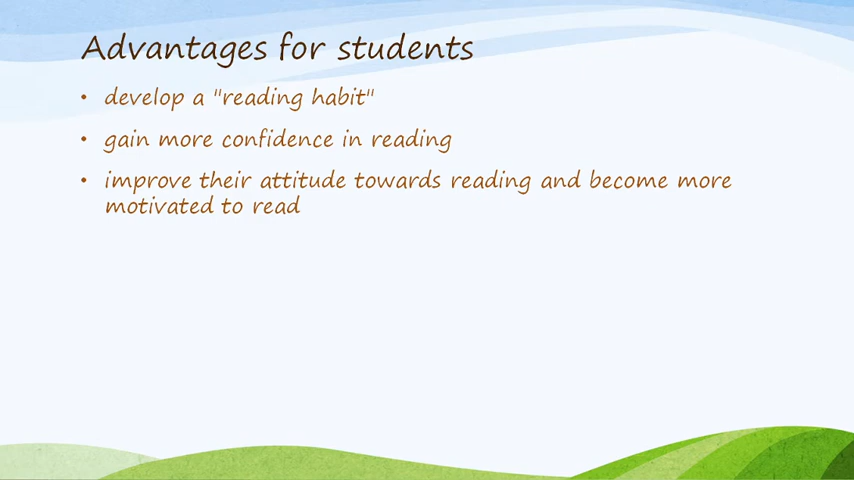 Advantages for students
• develop a "reading habit"
• gain more confidence in reading
• improve their attitude towards reading and become more
motivated to read